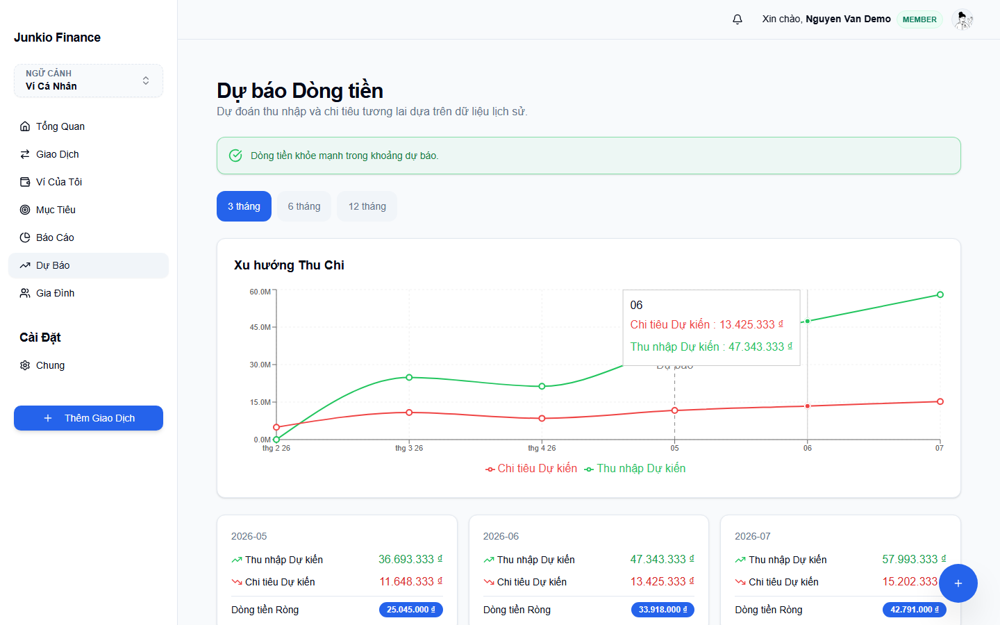 Junkio Finance
NGỮ CẢNH
Ví Cá Nhân
Tổng Quan
Giao Dịch
Ví Của Tôi
Mục Tiêu
Báo Cáo
Dự Báo
Gia Đình
Cài Đặt
Chung
Thêm Giao Dịch
Xin chào, Nguyen Van Demo MEMBER
Dự báo Dòng tiền
Dự đoán thu nhập và chi tiêu tương lai dựa trên dữ liệu lịch sử.
Dòng tiền khỏe mạnh trong khoảng dự báo.
3 tháng 6 tháng 12 tháng
Xu hướng Thu Chi
60.0M
45.0M
30.0M
15.0M
0.0M
06
Chi tiêu Dự kiến : 13.425.333 ₫
Thu nhập Dự kiến : 47.343.333 ₫
Dự báo
thg 2 26 thg 3 26 thg 4 26 05 06 07
Chi tiêu Dự kiến Thu nhập Dự kiến
2026-05
Thu nhập Dự kiến 36.693.333 ₫
Chi tiêu Dự kiến 11.648.333 ₫
Dòng tiền Ròng 25.045.000 ₫
2026-06
Thu nhập Dự kiến 47.343.333 ₫
Chi tiêu Dự kiến 13.425.333 ₫
Dòng tiền Ròng 33.918.000 ₫
2026-07
Thu nhập Dự kiến 57.993.333 ₫
Chi tiêu Dự kiến 15.202.333
Dòng tiền Ròng 42.791.000 ₫